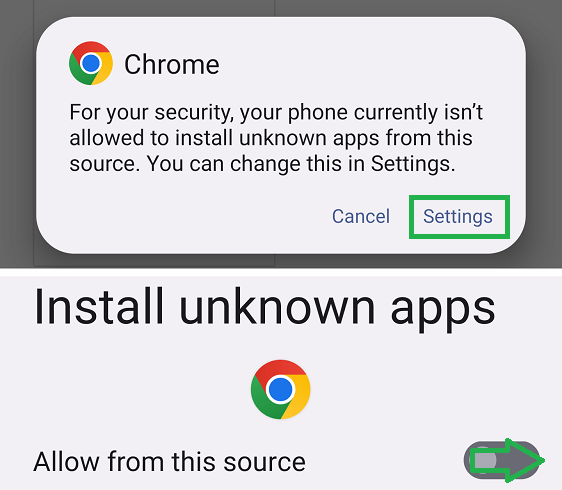 Chrome
For your security, your phone currently isn’t
allowed to install unknown apps from this
source. You can change this in Settings.
Cancel Settings
Install unknown apps
Allow from this source